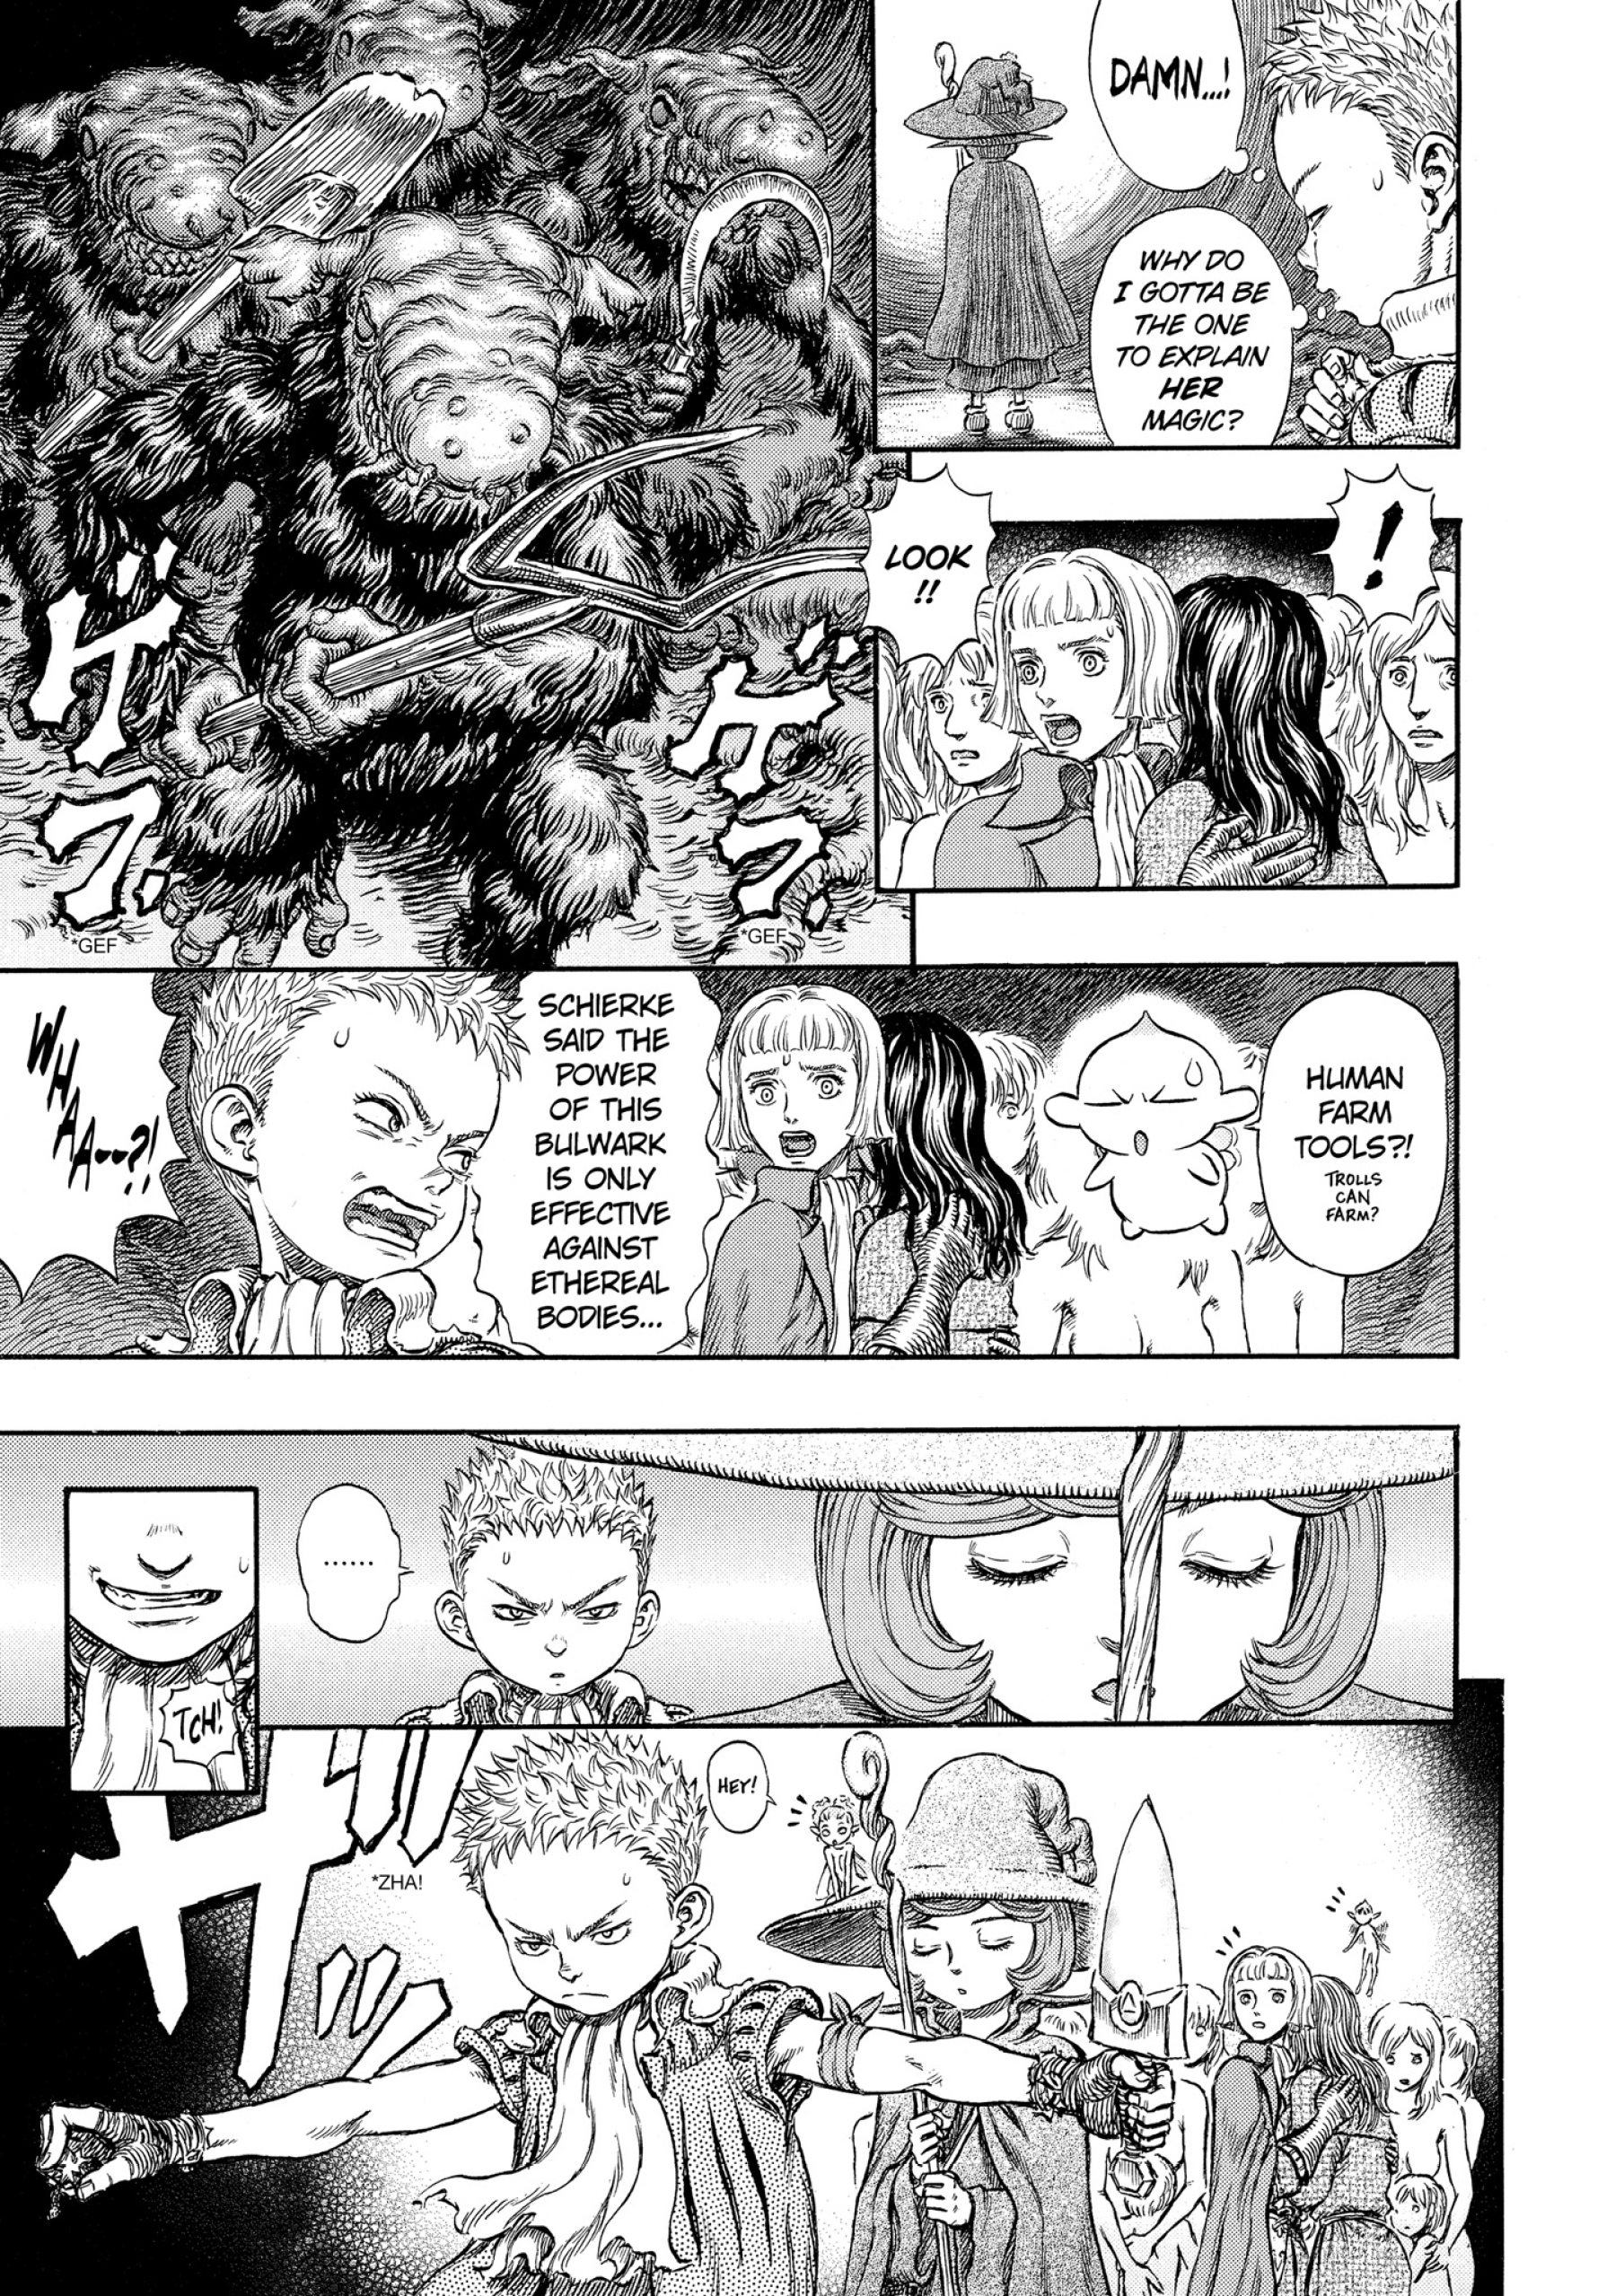 DAMN...!
WHY DO
I GOTTA BE
THE ONE
TO EXPLAIN
HER
MAGIC?
!
LOOK
!!
ゲ
フ
*GEF
ゲ
フ
*GEF
HUMAN
FARM
TOOLS?!
TROLLS
CAN
FARM?
SCHIERKE
SAID THE
POWER
OF THIS
BULWARK
IS ONLY
EFFECTIVE
AGAINST
ETHEREAL
BODIES...
WHAA--?!
......
TCH!
HEY!
ザッ
*ZHA!